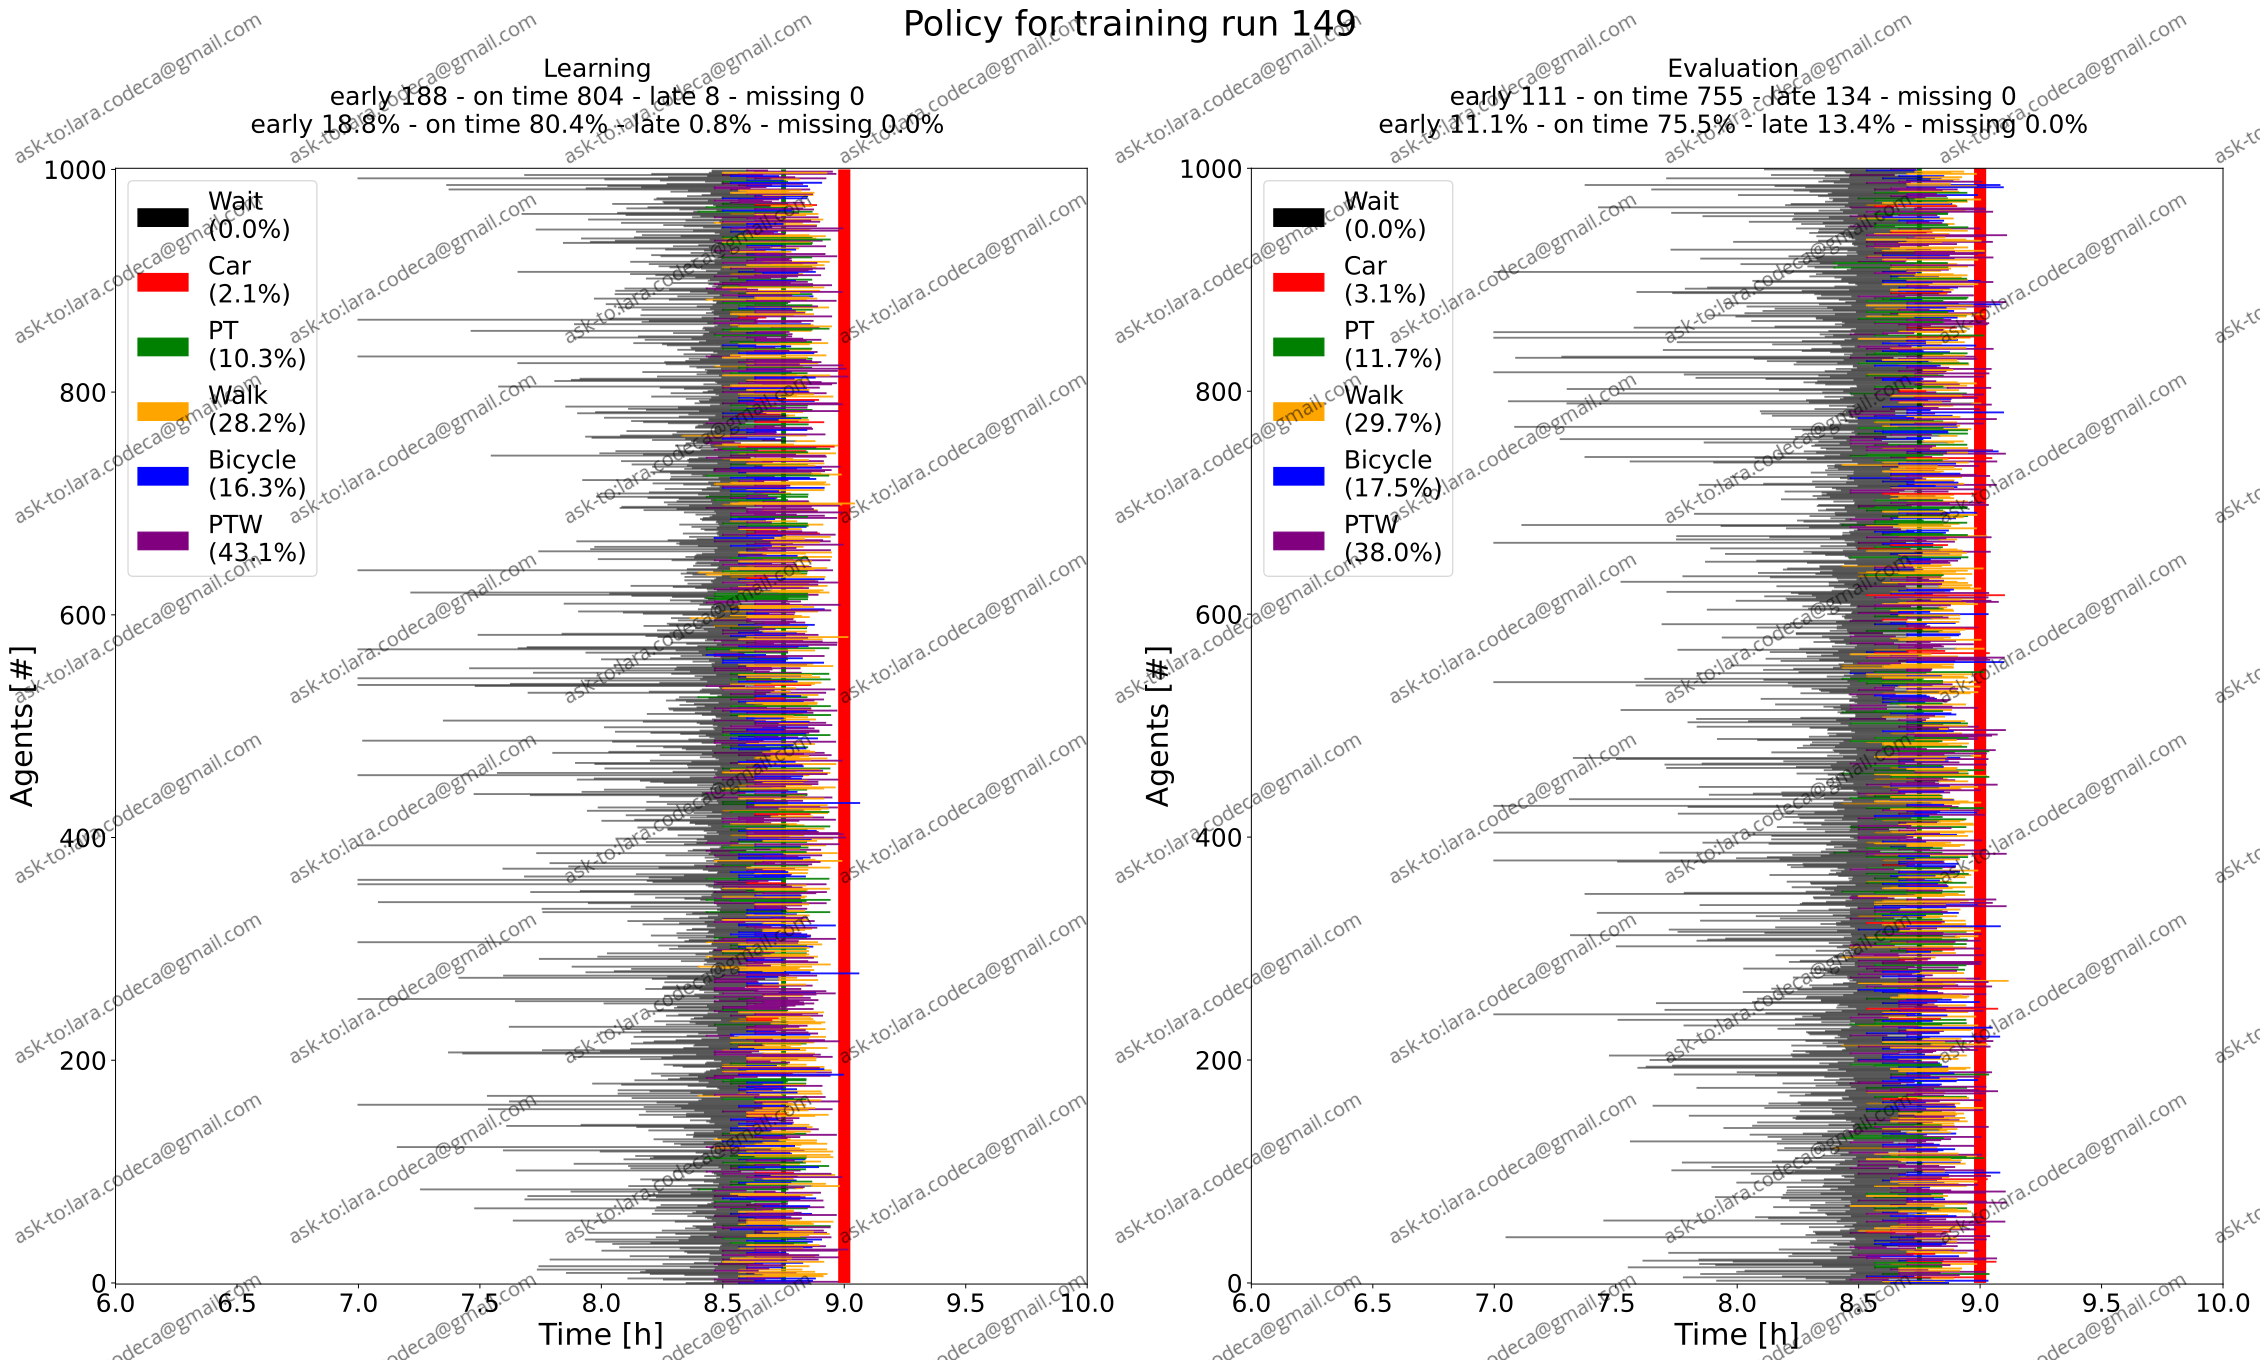 Policy for training run 149
Learning
early 188 - on time 804 - late 8 - missing 0
early 18.8% - on time 80.4% - late 0.8% - missing 0.0%
1000
800
600
400
200
0
Agents [#]
Wait
(0.0%)
Car
(2.1%)
PT
(10.3%)
Walk
(28.2%)
Bicycle
(16.3%)
PTW
(43.1%)
6.0 6.5 7.0 7.5 8.0 8.5 9.0 9.5 10.0
Time [h]
Evaluation
early 111 - on time 755 - late 134 - missing 0
early 11.1% - on time 75.5% - late 13.4% - missing 0.0%
1000
800
600
400
200
0
Agents [#]
Wait
(0.0%)
Car
(3.1%)
PT
(11.7%)
Walk
(29.7%)
Bicycle
(17.5%)
PTW
(38.0%)
6.0 6.5 7.0 7.5 8.0 8.5 9.0 9.5 10.0
Time [h]
ask-to:lara.codeca@gmail.com